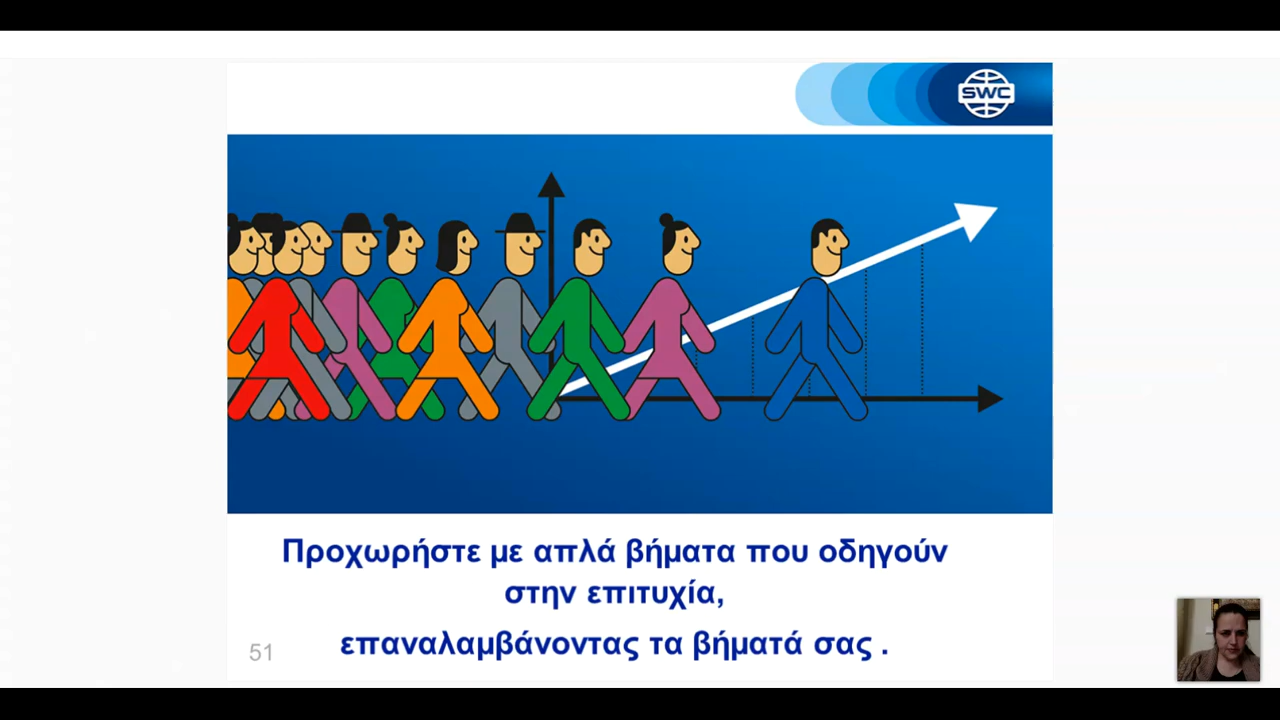 SWC
Προχωρήστε με απλά βήματα που οδηγούν
στην επιτυχία,
επαναλαμβάνοντας τα βήματά σας .
51